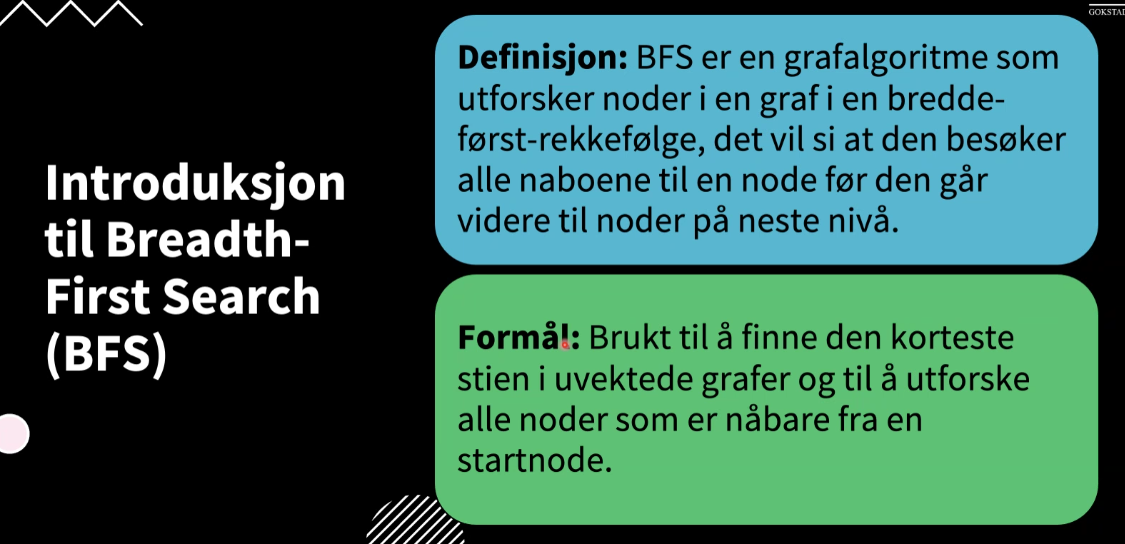 Introduksjon
til Breadth-
First Search
(BFS)
Definisjon: BFS er en grafalgoritme som
utforsker noder i en graf i en bredde-
først-rekkefølge, det vil si at den besøker
alle naboene til en node før den går
videre til noder på neste nivå.
Formål: Brukt til å finne den korteste
stien i uvektede grafer og til å utforske
alle noder som er nåbare fra en
startnode.